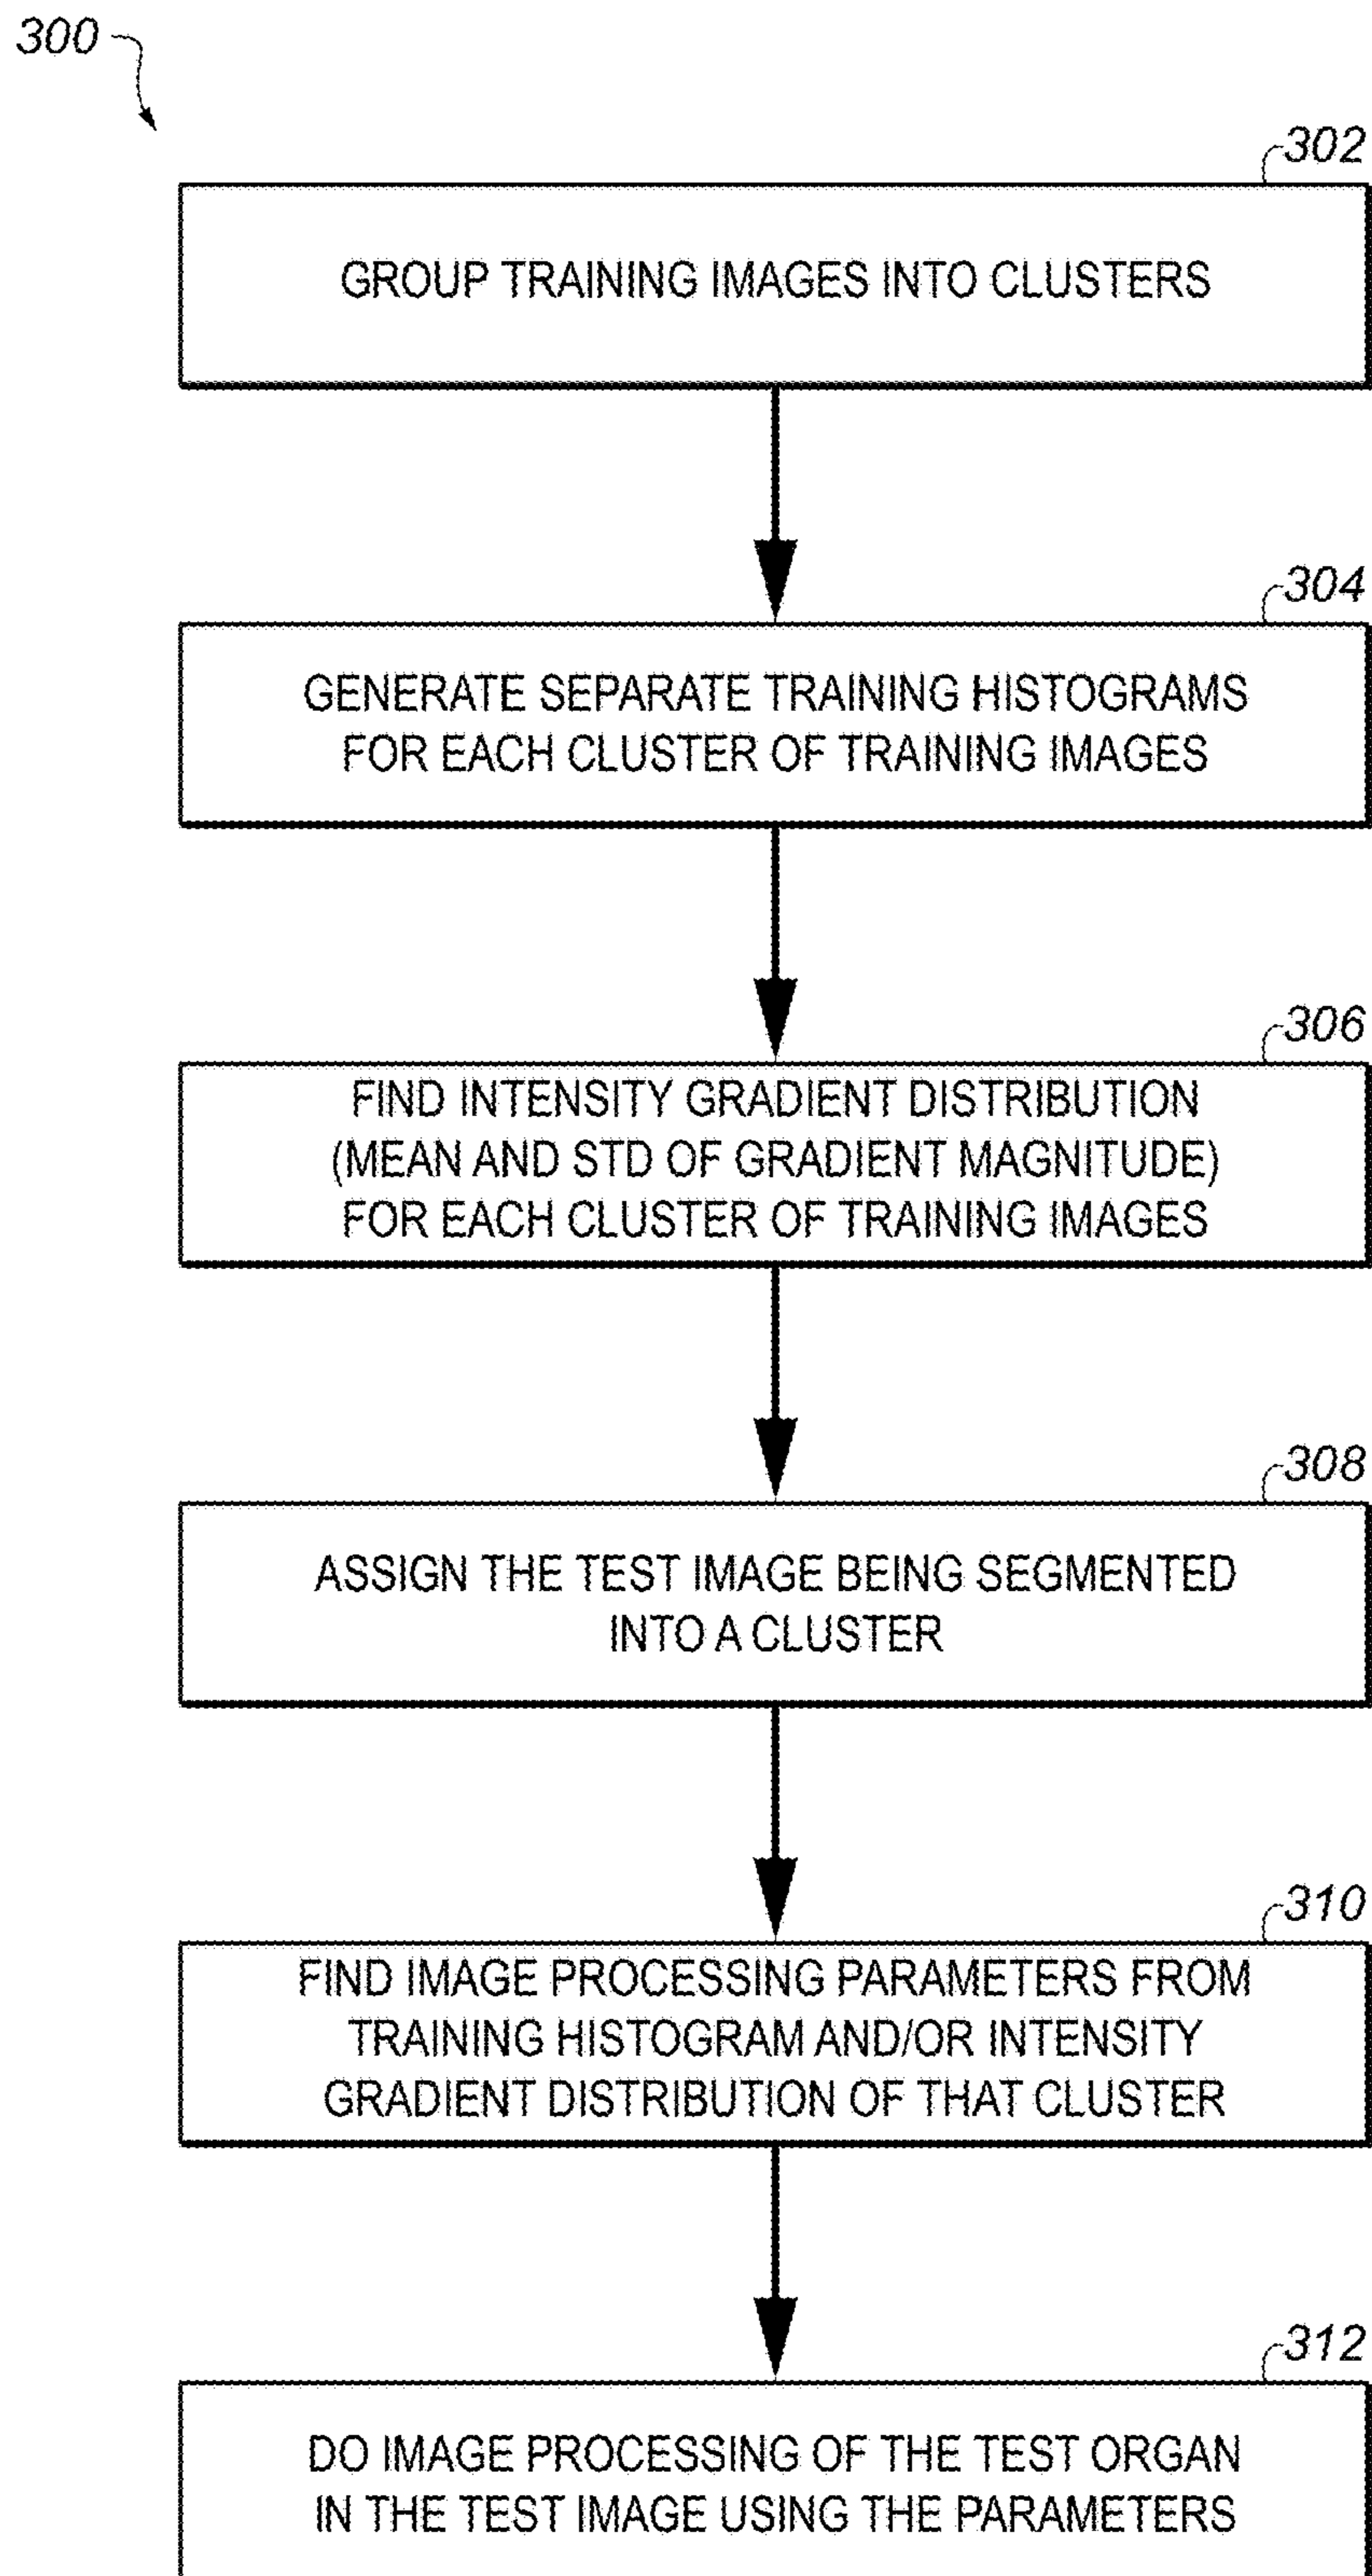 300
302
GROUP TRAINING IMAGES INTO CLUSTERS
304
GENERATE SEPARATE TRAINING HISTOGRAMS
FOR EACH CLUSTER OF TRAINING IMAGES
306
FIND INTENSITY GRADIENT DISTRIBUTION
(MEAN AND STD OF GRADIENT MAGNITUDE)
FOR EACH CLUSTER OF TRAINING IMAGES
308
ASSIGN THE TEST IMAGE BEING SEGMENTED
INTO A CLUSTER
310
FIND IMAGE PROCESSING PARAMETERS FROM
TRAINING HISTOGRAM AND/OR INTENSITY
GRADIENT DISTRIBUTION OF THAT CLUSTER
312
DO IMAGE PROCESSING OF THE TEST ORGAN
IN THE TEST IMAGE USING THE PARAMETERS